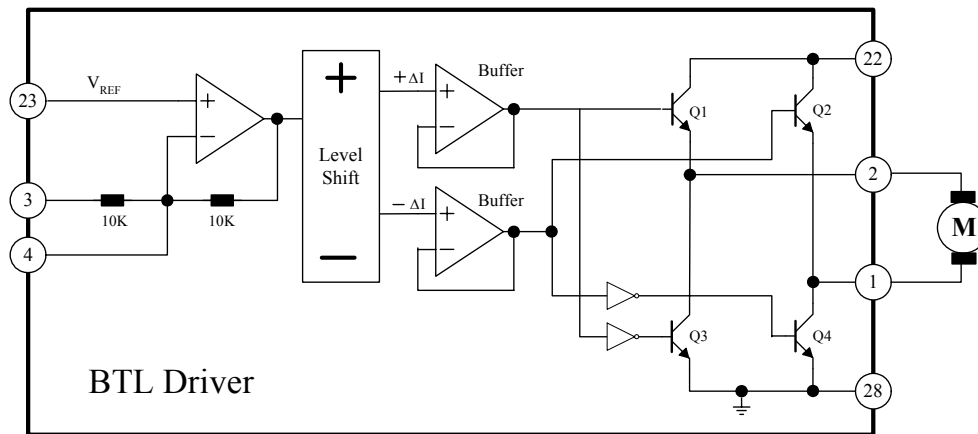 22
V_REF
+ ΔI
Buffer
+
23
+
+
−
Q1
Q2
−
Level
Shift
2
3
10K
10K
− ΔI
Buffer
M
4
+
−
−
1
Q3
Q4
BTL Driver
28